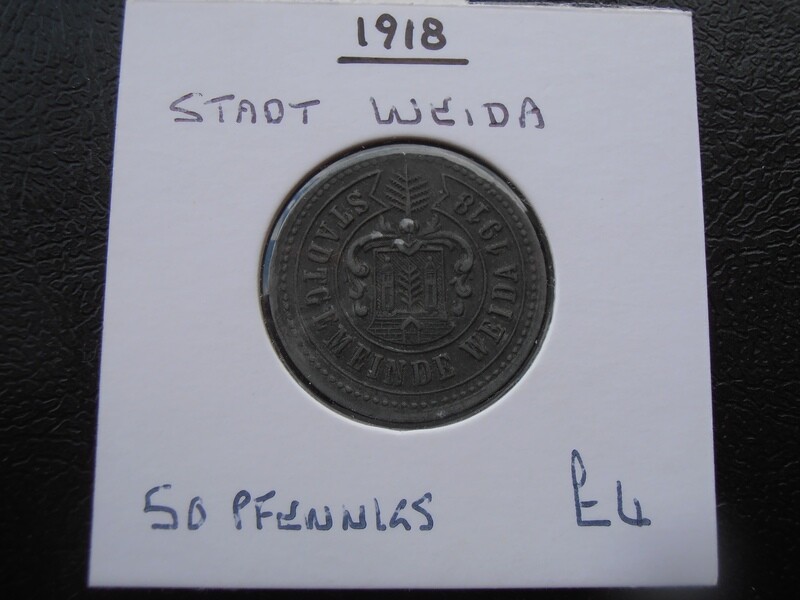 1918
STADT WEIDA
STADTGEMEINDE WEIDA 1918
50 PFENNIGS £4